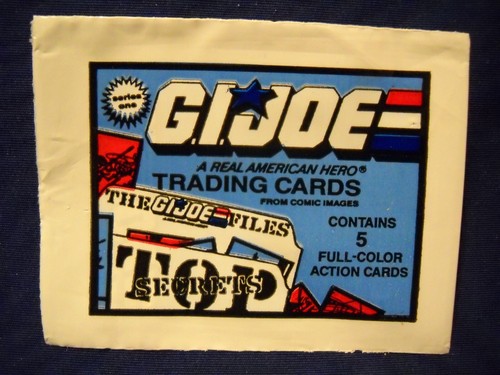 series
one
G.I.JOE
A REAL AMERICAN HERO®
TRADING CARDS
FROM COMIC IMAGES
THE G.I.JOE FILES
TOP
SECRETS
CONTAINS
5
FULL-COLOR
ACTION CARDS